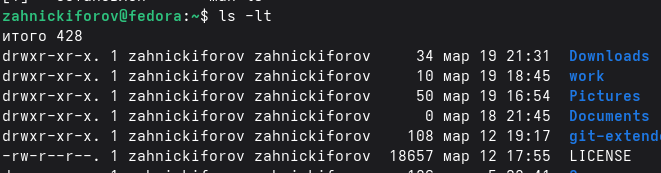 zahnickiforov@fedora:~$ ls -lt
итого 428
drwxr-xr-x. 1 zahnickiforov zahnickiforov    34 мар 19 21:31  Downloads
drwxr-xr-x. 1 zahnickiforov zahnickiforov    10 мар 19 18:45  work
drwxr-xr-x. 1 zahnickiforov zahnickiforov    50 мар 19 16:54  Pictures
drwxr-xr-x. 1 zahnickiforov zahnickiforov     0 мар 18 21:45  Documents
drwxr-xr-x. 1 zahnickiforov zahnickiforov   108 мар 12 19:17  git-extende
-rw-r--r--. 1 zahnickiforov zahnickiforov 18657 мар 12 17:55  LICENSE